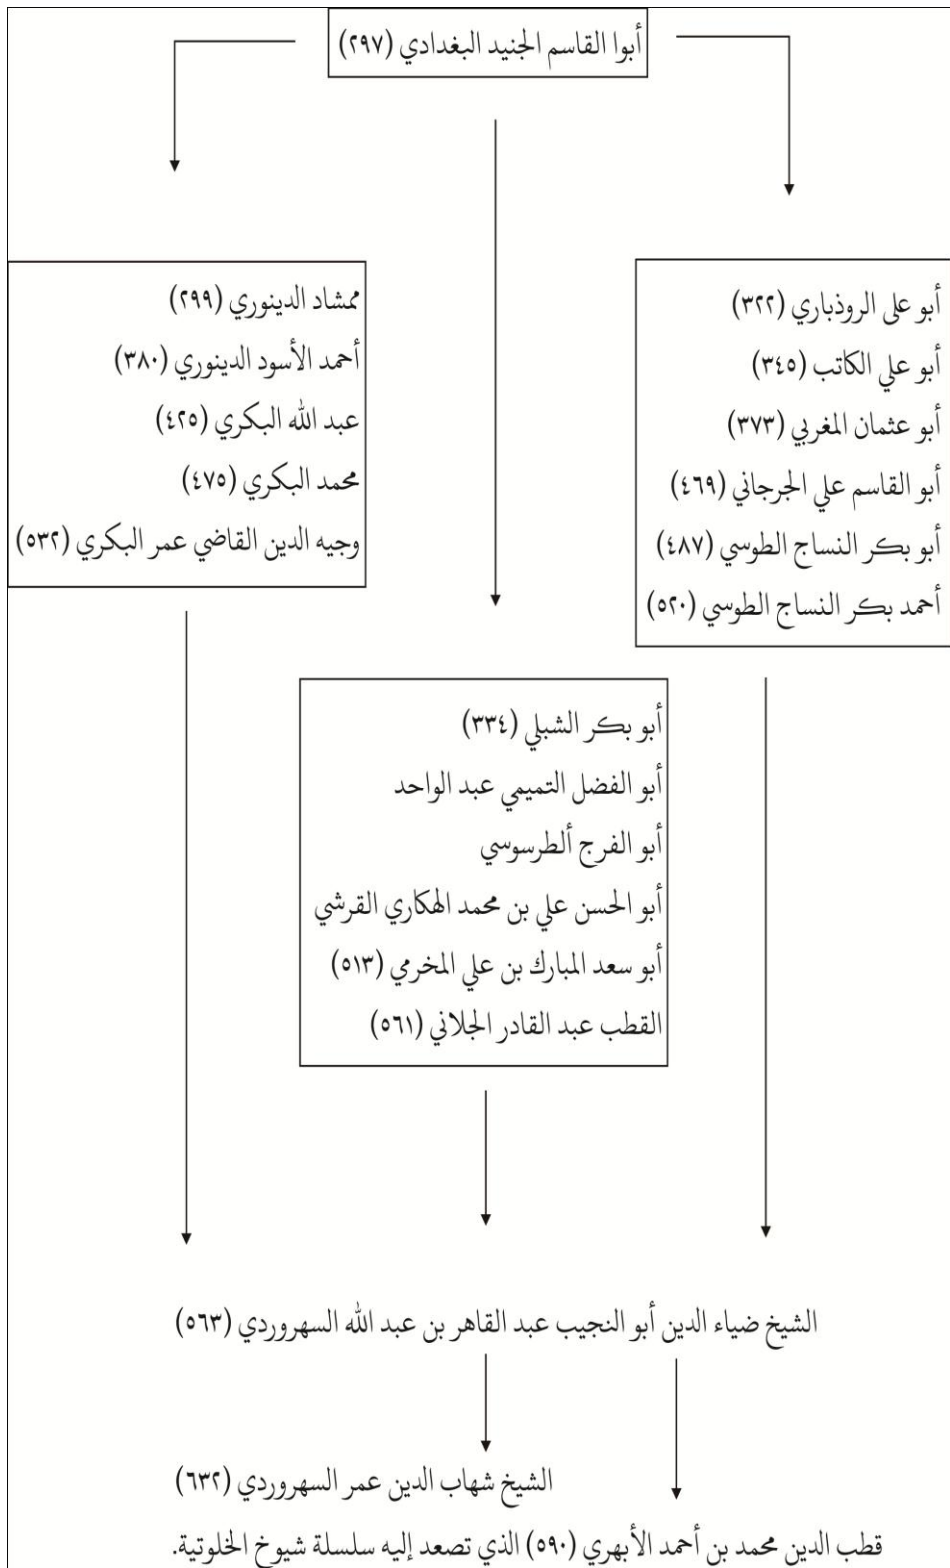 أبوا القاسم الجنيد البغدادي (٢٩٧)
أبو على الروذباري (٣٢٢)
أبو علي الكاتب (٣٤٥)
أبو عثمان المغربي (٣٧٣)
أبو القاسم علي الجرجاني (٤٦٩)
أبو بكر النساج الطوسي (٤٨٧)
أحمد بكر النساج الطوسي (٥٢٠)
ممشاد الدينوري (٢٩٩)
أحمد الأسود الدينوري (٣٨٠)
عبد الله البكري (٤٢٥)
محمد البكري (٤٧٥)
وجيه الدين القاضي عمر البكري (٥٣٢)
أبو بكر الشبلي (٣٣٤)
أبو الفضل التميمي عبد الواحد
أبو الفرج ألطرسوسي
أبو الحسن علي بن محمد الهكاري القرشي
أبو سعد المبارك بن علي المخرمي (٥١٣)
القطب عبد القادر الجلاني (٥٦١)
الشيخ ضياء الدين أبو النجيب عبد القاهر بن عبد الله السهروردي (٥٦٣)
الشيخ شهاب الدين عمر السهروردي (٦٣٢)
قطب الدين محمد بن أحمد الأبهري (٥٩٠) الذي تصعد إليه سلسلة شيوخ الخلوتية.